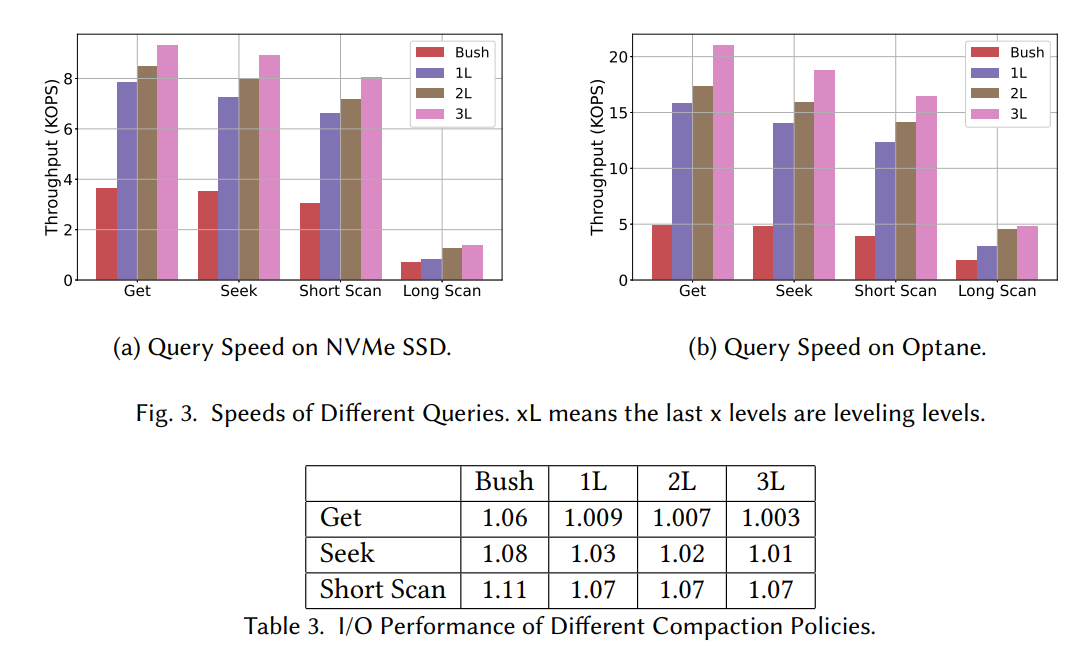 Throughput (KOPS)
8
6
4
2
0
Bush
1L
2L
3L
Get Seek Short Scan Long Scan
(a) Query Speed on NVMe SSD.
Throughput (KOPS)
20
15
10
5
0
Bush
1L
2L
3L
Get Seek Short Scan Long Scan
(b) Query Speed on Optane.
Fig. 3. Speeds of Different Queries. xL means the last x levels are leveling levels.
Bush 1L 2L 3L
Get 1.06 1.009 1.007 1.003
Seek 1.08 1.03 1.02 1.01
Short Scan 1.11 1.07 1.07 1.07
Table 3. I/O Performance of Different Compaction Policies.